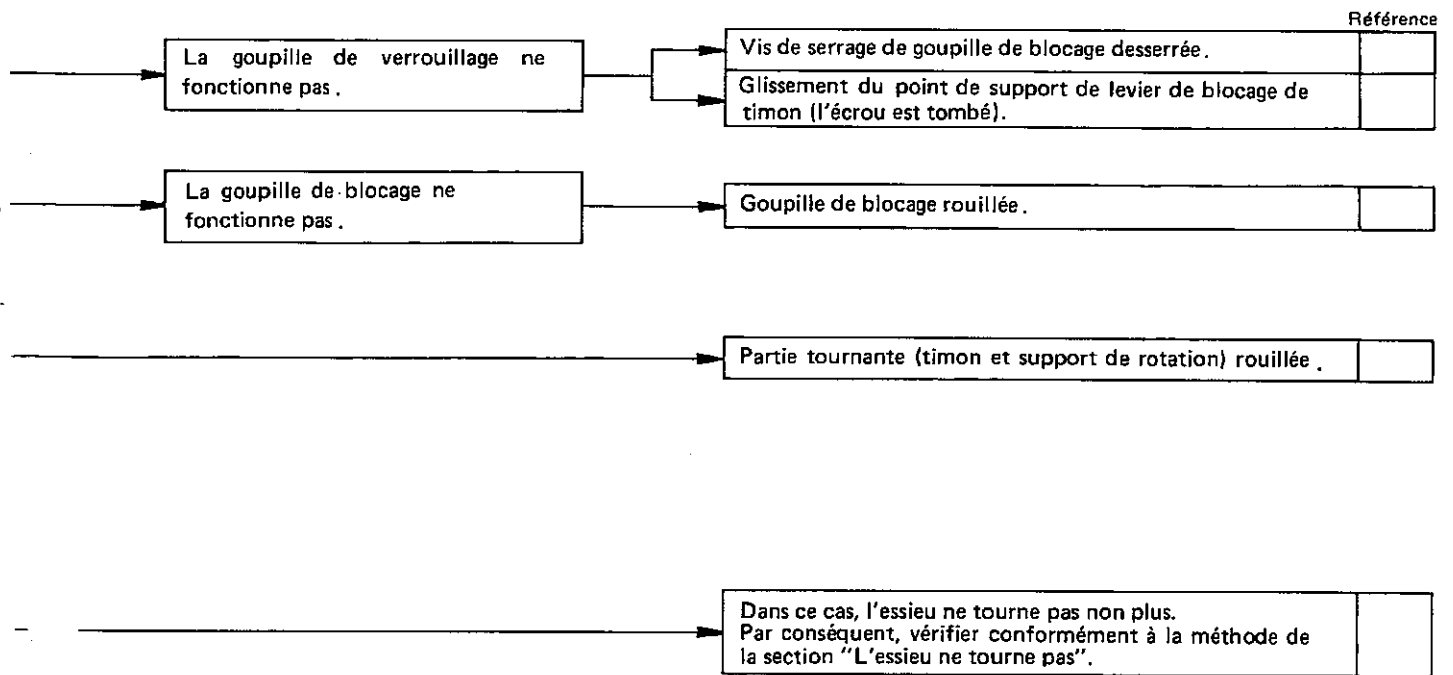 Référence
La goupille de verrouillage ne
fonctionne pas.
Vis de serrage de goupille de blocage desserrée.
Glissement du point de support de levier de blocage de
timon (l'écrou est tombé).
La goupille de blocage ne
fonctionne pas.
Goupille de blocage rouillée.
Partie tournante (timon et support de rotation) rouillée.
Dans ce cas, l'essieu ne tourne pas non plus.
Par conséquent, vérifier conformément à la méthode de
la section "L'essieu ne tourne pas".